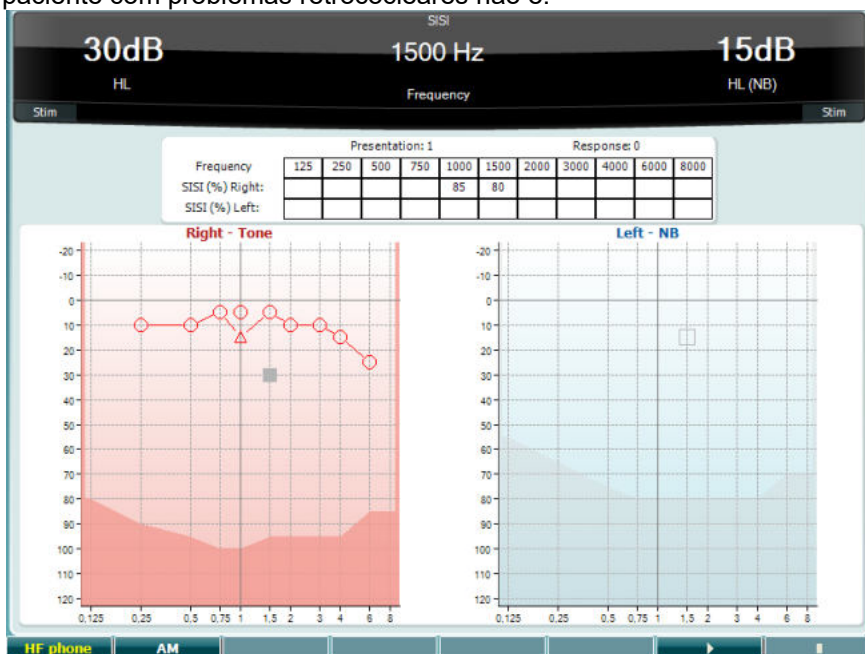 paciente com problemas retrococlares não é.
SISI
30dB 1500 Hz 15dB
HL HL (NB)
Frequency
Stim Stim
Presentation: 1 Response: 0
Frequency 125 250 500 750 1000 1500 2000 3000 4000 6000 8000
SISI (%) Right: 85 80
SISI (%) Left:
Right - Tone Left - NB
-20 -20
-10 -10
0 0
10 10
20 20
30 30
40 40
50 50
60 60
70 70
80 80
90 90
100 100
110 110
120 120
0,125 0,25 0,5 0,75 1 1,5 2 3 4 6 8 0,125 0,25 0,5 0,75 1 1,5 2 3 4 6 8
HF phone AM